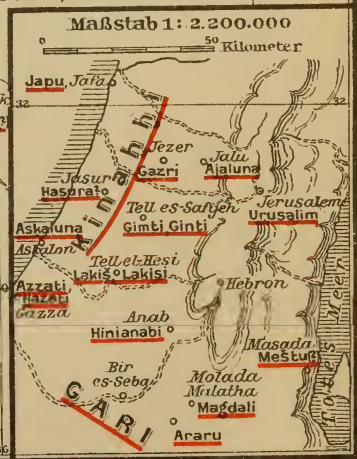 Maßstab 1:2.200.000
0 50 Kilometer
Japu, Jafa
32
32
Kinahhi
Jezer
Gazri
Jalu
Ajaluna
Jasur
Hasurato
Tell es-Safijeh
Gimti Ginti
Jerusalem
Urusalim
Askaluna
Askalon
Tell el-Hesi
Lakiš Lakisi
Azzati
Hazati
Gazza
Hebron
Anab
Hinianabi
Masada
Meštu
Totes Meer
Bir
es-Seba
Molada
Malatha
Magdali
GARI
Araru
36